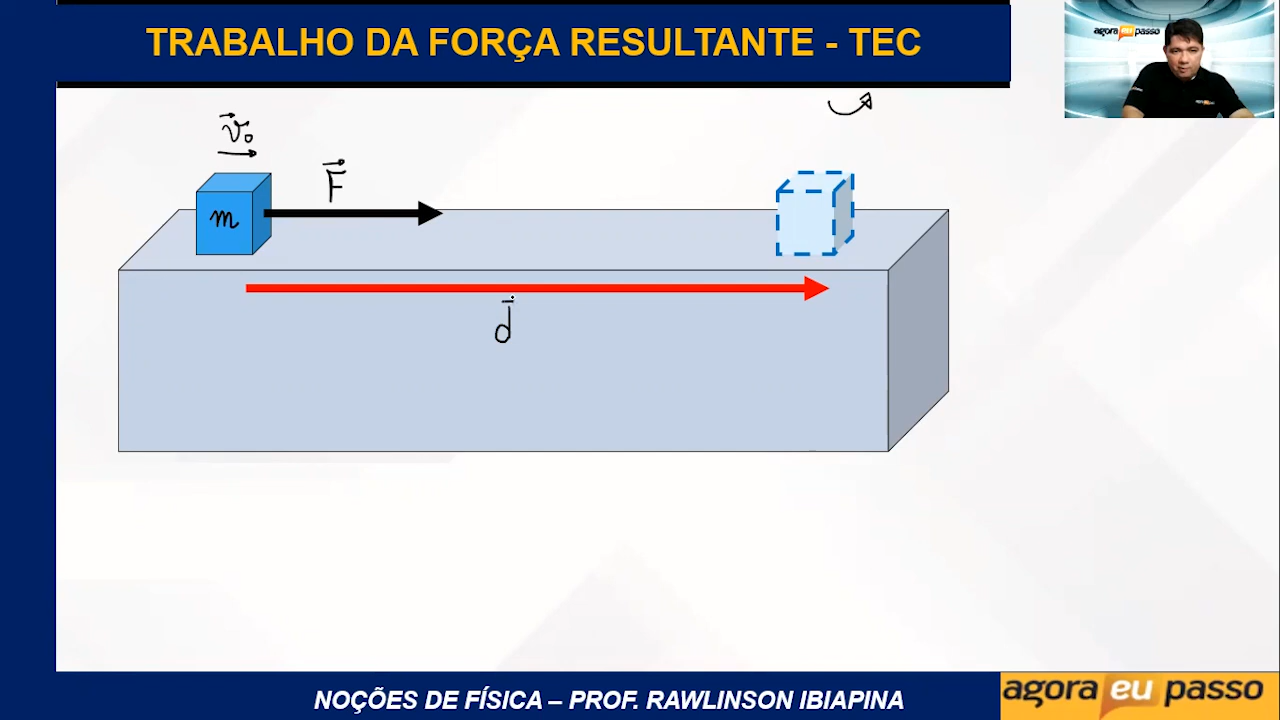 TRABALHO DA FORÇA RESULTANTE - TEC
agora eu passo
v₀
F
m
d
NOÇÕES DE FÍSICA – PROF. RAWLINSON IBIAPINA
agora eu passo